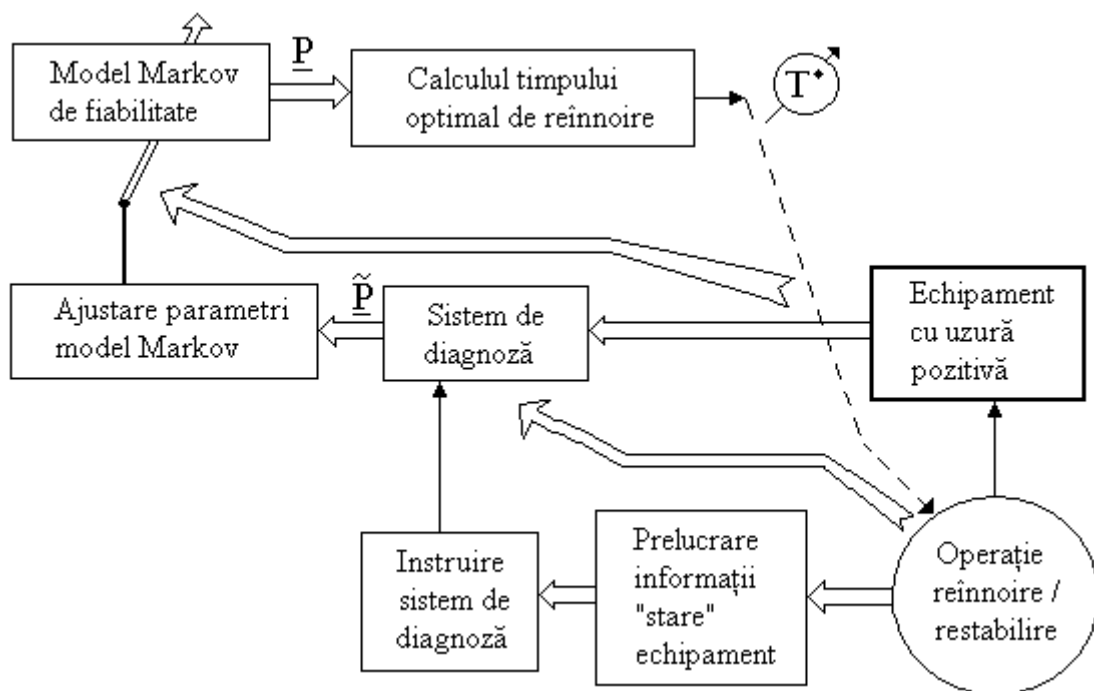 Model Markov
de fiabilitate
P
Calculul timpului
optimal de reînnoire
T*
Ajustare parametri
model Markov
P̃
Sistem de
diagnoză
Echipament
cu uzură
pozitivă
Instruire
sistem de
diagnoză
Prelucrare
informații
"stare"
echipament
Operație
reînnoire /
restabilire